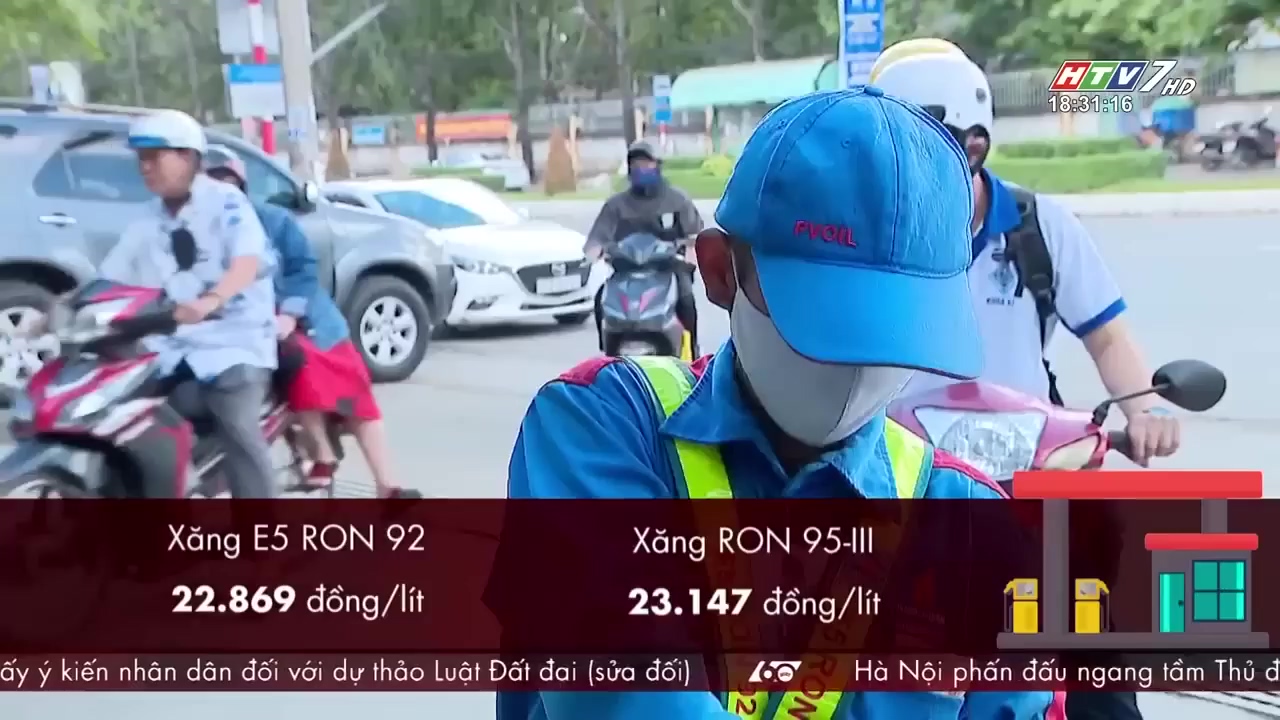 HTV7 HD
18:31:16
PVOIL
Xăng E5 RON 92
22.869 đồng/lít
Xăng RON 95-III
23.147 đồng/lít
ấy ý kiến nhân dân đối với dự thảo Luật Đất đai (sửa đổi)
60 giây
Hà Nội phấn đấu ngang tầm Thủ đ